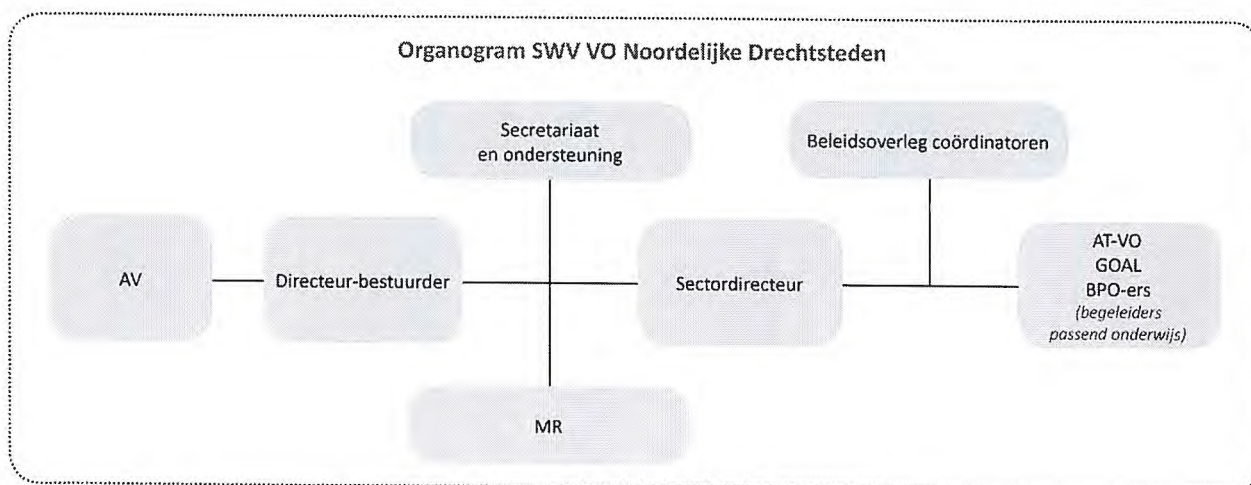 Organogram SWV VO Noordelijke Drechtsteden
Secretariaat
en ondersteuning
Beleidsoverleg coördinatoren
AV
Directeur-bestuurder
Sectordirecteur
AT-VO
GOAL
BPO-ers
(begeleiders
passend onderwijs)
MR